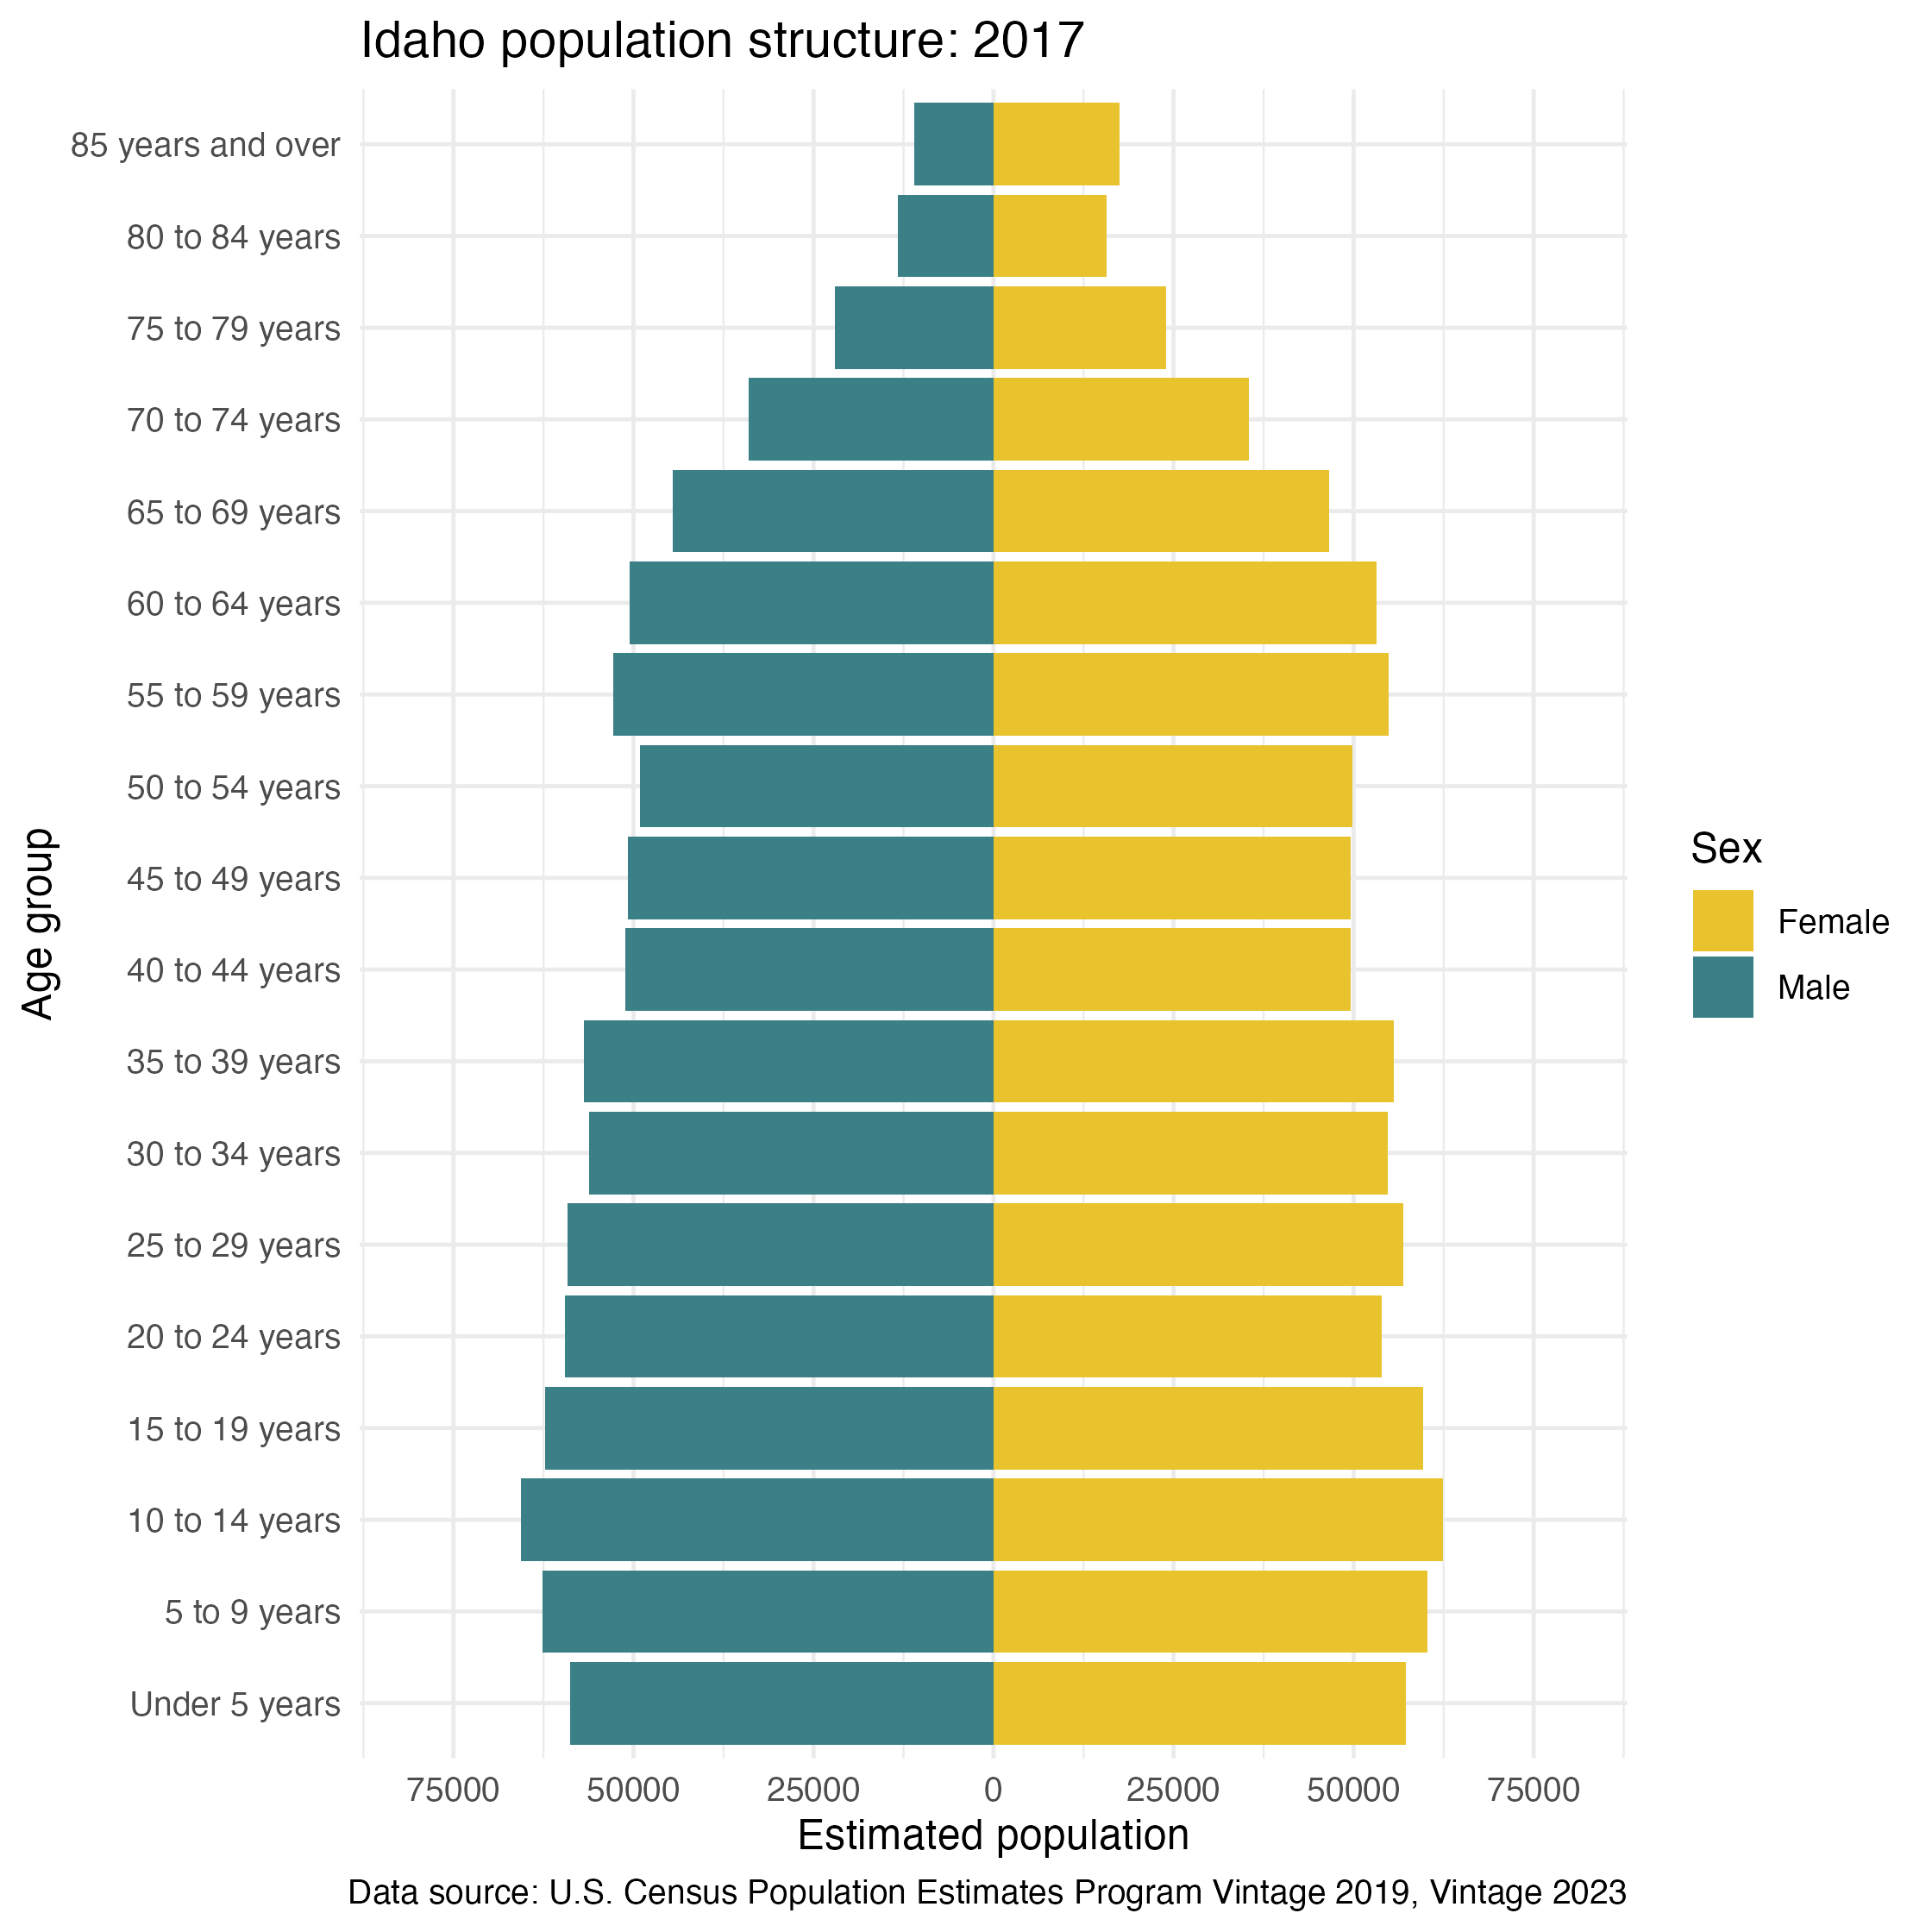 Idaho population structure: 2017
85 years and over
80 to 84 years
75 to 79 years
70 to 74 years
65 to 69 years
60 to 64 years
55 to 59 years
50 to 54 years
45 to 49 years
40 to 44 years
35 to 39 years
30 to 34 years
25 to 29 years
20 to 24 years
15 to 19 years
10 to 14 years
5 to 9 years
Under 5 years
Age group
75000 50000 25000 0 25000 50000 75000
Estimated population
Sex
Female
Male
Data source: U.S. Census Population Estimates Program Vintage 2019, Vintage 2023